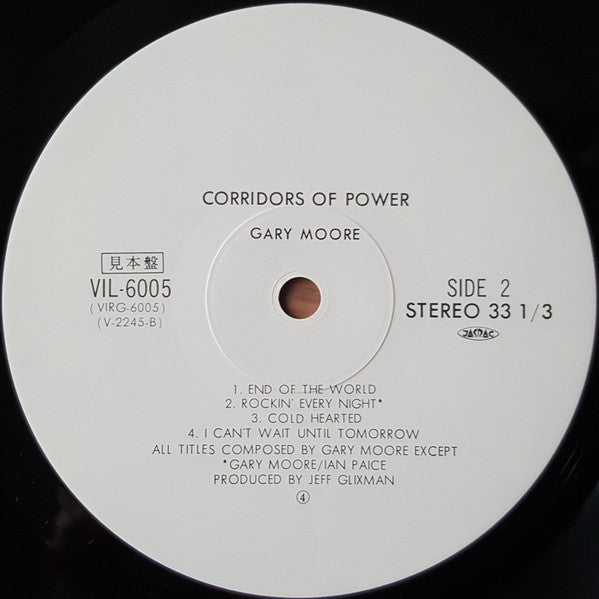 CORRIDORS OF POWER
GARY MOORE
見本盤
VIL-6005
(VIRG-6005)
(V-2245-B)
SIDE 2
STEREO 33 1/3
JASRAC
1. END OF THE WORLD
2. ROCKIN' EVERY NIGHT*
3. COLD HEARTED
4. I CAN'T WAIT UNTIL TOMORROW
ALL TITLES COMPOSED BY GARY MOORE EXCEPT
*GARY MOORE/IAN PAICE
PRODUCED BY JEFF GLIXMAN
④